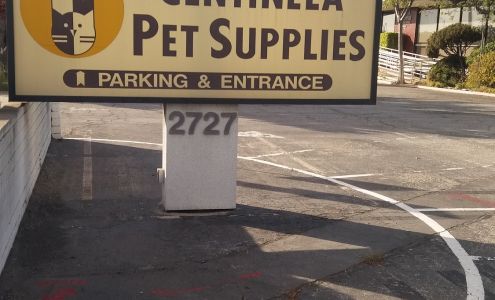 CENTINELA
PET SUPPLIES
PARKING & ENTRANCE
2727